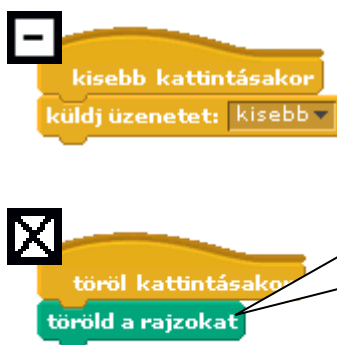 kisebb kattintásakor
küldj üzenetet: kisebb
töröl kattintásakor
töröld a rajzokat